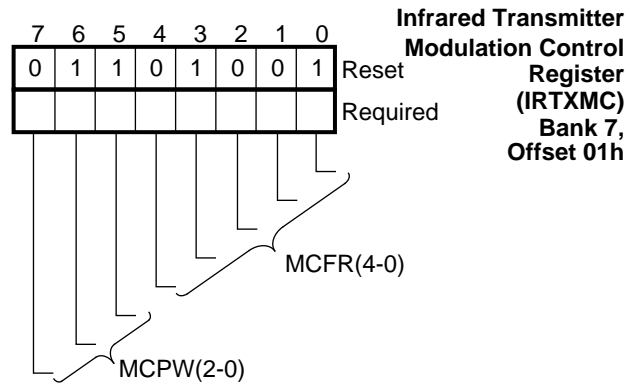 Infrared Transmitter
Modulation Control
Register
(IRTXMC)
Bank 7,
Offset 01h
7 6 5 4 3 2 1 0
0 1 1 0 1 0 0 1 Reset
Required
MCFR(4-0)
MCPW(2-0)